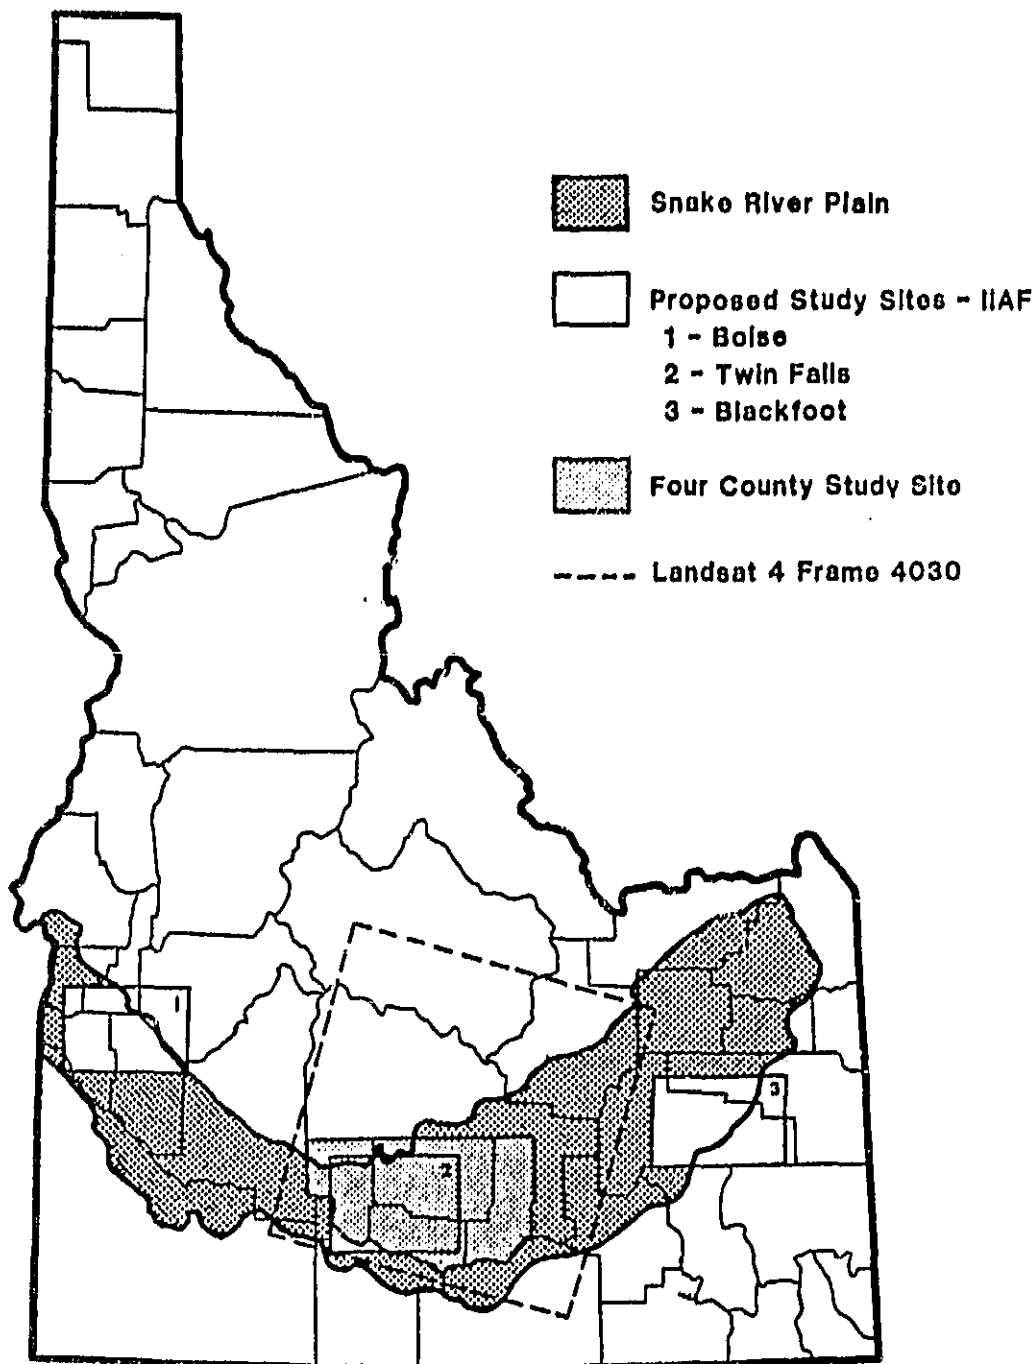 Snake River Plain
Proposed Study Sites - IIAF
1 - Boise
2 - Twin Falls
3 - Blackfoot
Four County Study Site
Landsat 4 Frame 4030
1
3
2